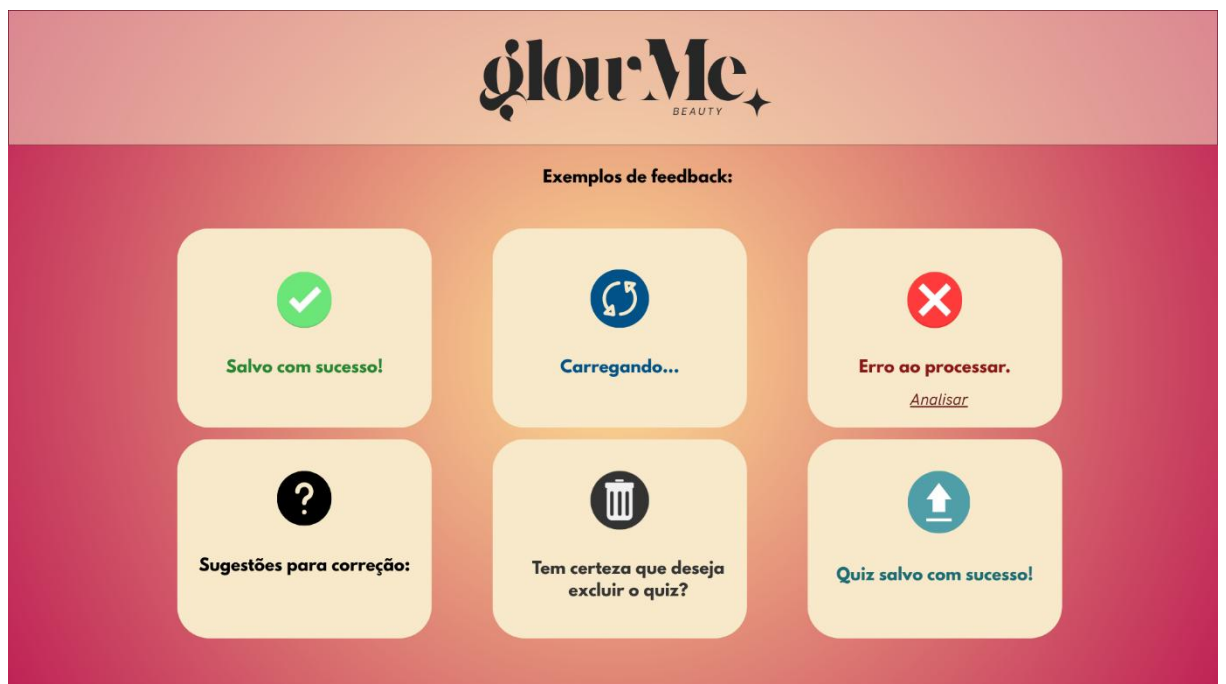 glowMe
BEAUTY
Exemplos de feedback:
Salvo com sucesso!
Carregando...
Erro ao processar.
Analisar
?
Sugestões para correção:
Tem certeza que deseja
excluir o quiz?
Quiz salvo com sucesso!